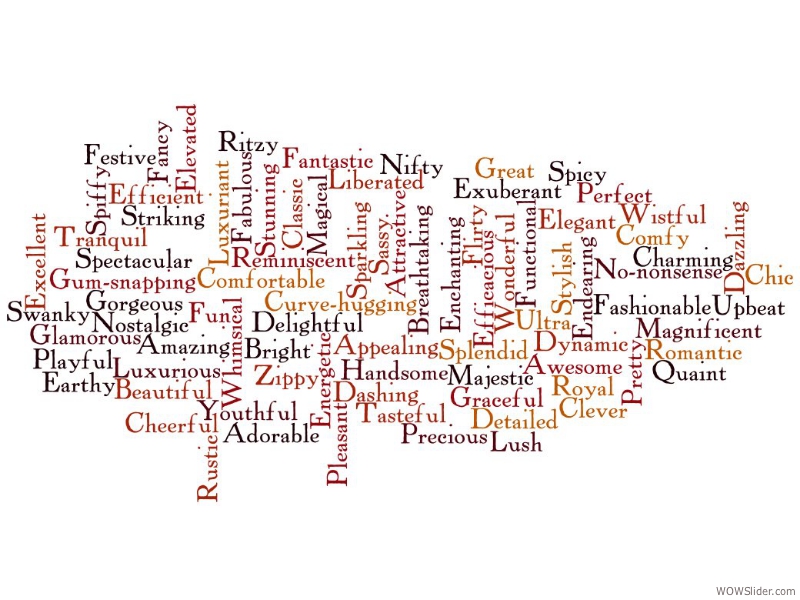 Elevated
Fancy
Ritzy
Festive
Fantastic
Nifty
Great
Spicy
Spiffy
Efficient
Luxuriant
Fabulous
Stunning
Classic
Magical
Liberated
Exuberant
Perfect
Striking
Sparkling
Sassy
Attractive
Breathtaking
Enchanting
Flirty
Efficacious
Wonderful
Functional
Elegant
Wistful
Excellent
Tranquil
Comfy
Dazzling
Spectacular
Reminiscent
Stylish
Endearing
Charming
No-nonsense
Chic
Gum-snapping
Comfortable
Swanky
Gorgeous
Curve-hugging
Fashionable
Upbeat
Nostalgic
Fun
Whimsical
Delightful
Ultra
Magnificent
Glamorous
Amazing
Bright
Energetic
Appealing
Splendid
Dynamic
Pretty
Romantic
Playful
Luxurious
Zippy
Handsome
Majestic
Awesome
Quaint
Earthy
Beautiful
Dashing
Graceful
Royal
Youthful
Pleasant
Tasteful
Detailed
Clever
Cheerful
Rustic
Adorable
Precious
Lush
WOWSlider.com